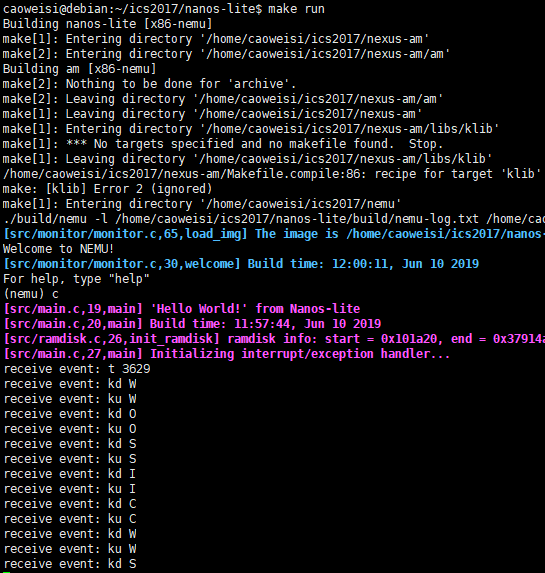 caoweisi@debian:~/ics2017/nanos-lite$ make run
Building nanos-lite [x86-nemu]
make[1]: Entering directory '/home/caoweisi/ics2017/nexus-am'
make[2]: Entering directory '/home/caoweisi/ics2017/nexus-am/am'
Building am [x86-nemu]
make[2]: Nothing to be done for 'archive'.
make[2]: Leaving directory '/home/caoweisi/ics2017/nexus-am/am'
make[1]: Leaving directory '/home/caoweisi/ics2017/nexus-am'
make[1]: Entering directory '/home/caoweisi/ics2017/nexus-am/libs/klib'
make[1]: *** No targets specified and no makefile found.  Stop.
make[1]: Leaving directory '/home/caoweisi/ics2017/nexus-am/libs/klib'
/home/caoweisi/ics2017/nexus-am/Makefile.compile:86: recipe for target 'klib'
make: [klib] Error 2 (ignored)
make[1]: Entering directory '/home/caoweisi/ics2017/nemu'
./build/nemu -l /home/caoweisi/ics2017/nanos-lite/build/nemu-log.txt /home/cao
[src/monitor/monitor.c,65,load_img] The image is /home/caoweisi/ics2017/nanos-
Welcome to NEMU!
[src/monitor/monitor.c,30,welcome] Build time: 12:00:11, Jun 10 2019
For help, type "help"
(nemu) c
[src/main.c,19,main] 'Hello World!' from Nanos-lite
[src/main.c,20,main] Build time: 11:57:44, Jun 10 2019
[src/ramdisk.c,26,init_ramdisk] ramdisk info: start = 0x101a20, end = 0x37914a
[src/main.c,27,main] Initializing interrupt/exception handler...
receive event: t 3629
receive event: kd W
receive event: ku W
receive event: kd O
receive event: ku O
receive event: kd S
receive event: ku S
receive event: kd I
receive event: ku I
receive event: kd C
receive event: ku C
receive event: kd W
receive event: ku W
receive event: kd S